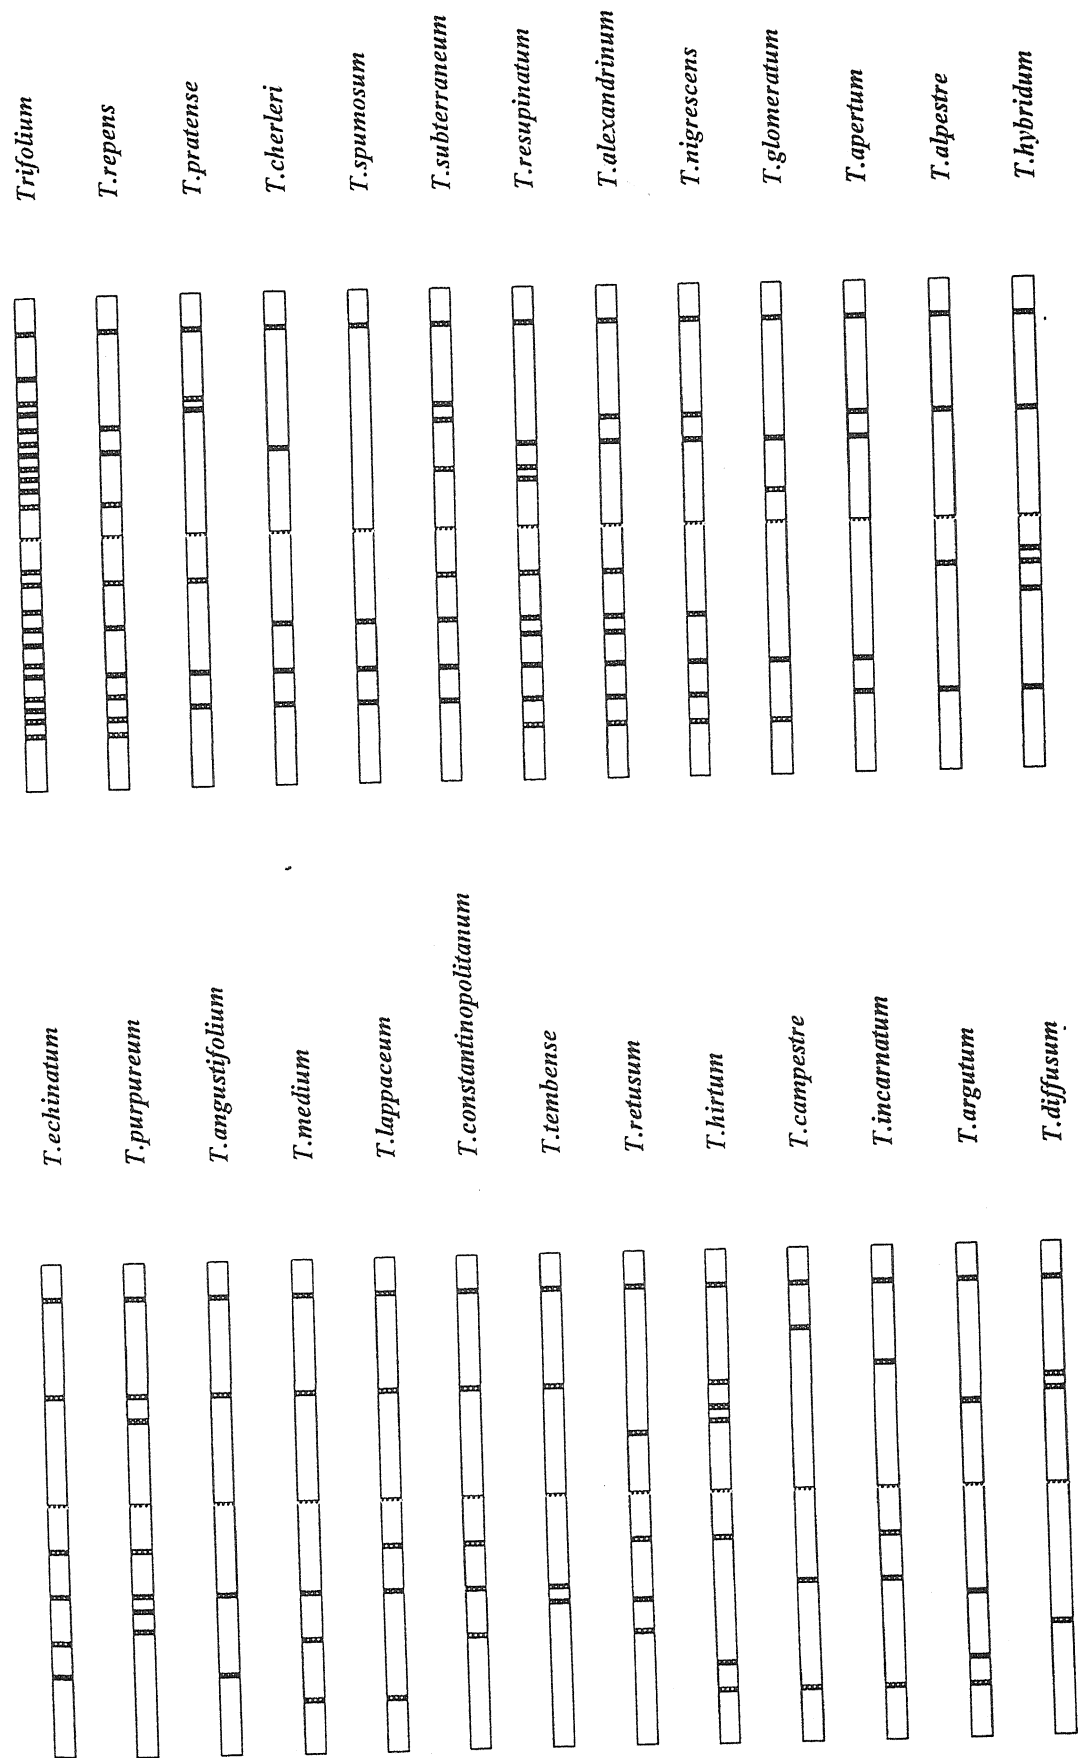 Trifolium
T.repens
T.pratense
T.cherleri
T.spumosum
T.subterraneum
T.resupinatum
T.alexandrinum
T.nigrescens
T.glomeratum
T.apertum
T.alpestre
T.hybridum
T.echinatum
T.purpureum
T.angustifolium
T.medium
T.lappaceum
T.constantinopolitanum
T.tembense
T.retusum
T.hirtum
T.campestre
T.incarnatum
T.argutum
T.diffusum